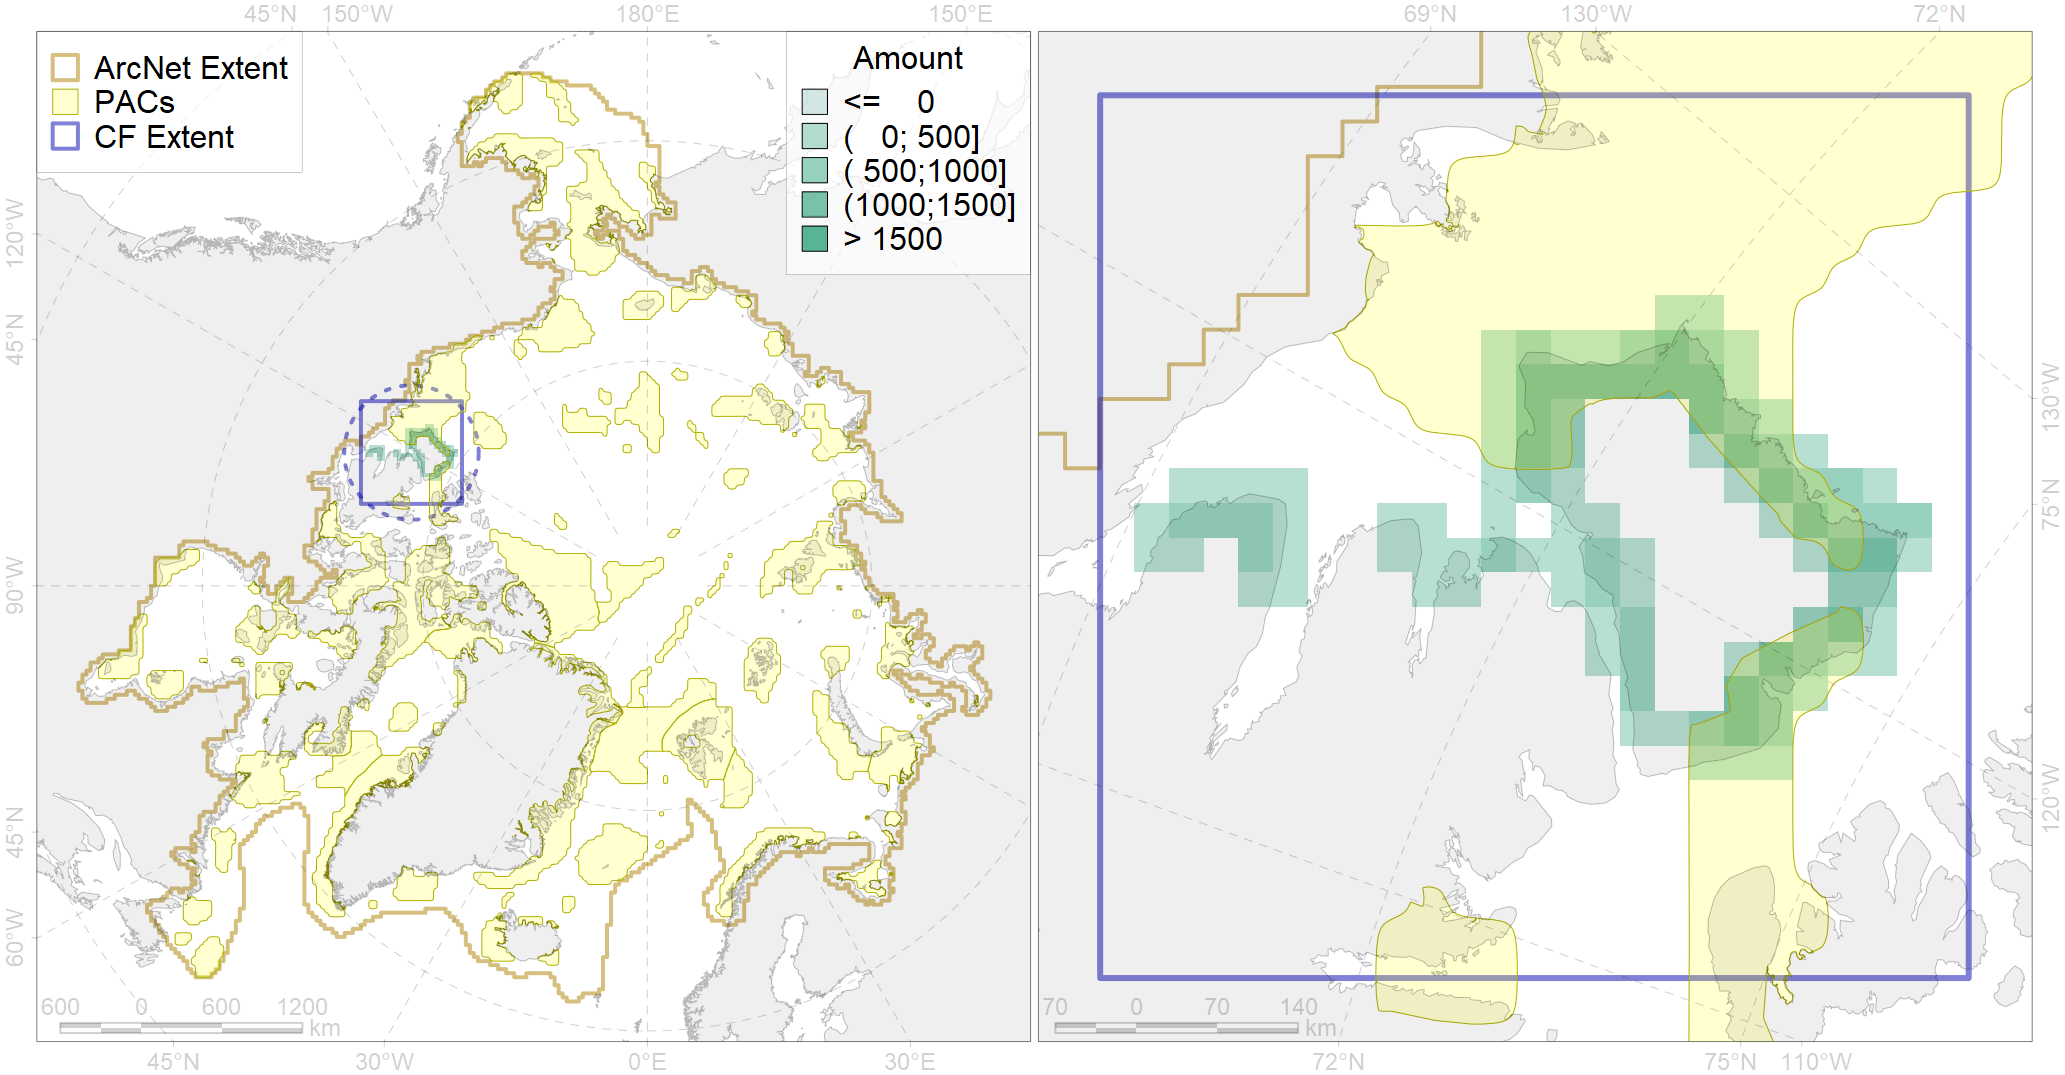 45°N 150°W 180°E 150°E 69°N 130°W 72°N
ArcNet Extent
PACs
CF Extent
Amount
<= 0
( 0; 500]
( 500;1000]
(1000;1500]
> 1500
120°W
45°N
90°W
45°N
60°W
130°W
75°N
120°W
600 0 600 1200
km
70 0 70 140
km
45°N 30°W 0°E 30°E 72°N 75°N 110°W